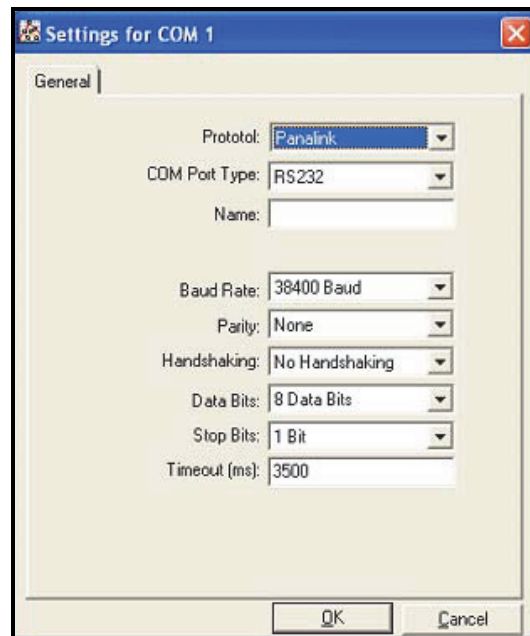 Settings for COM 1
General
Prototol: Panalink
COM Port Type: RS232
Name:
Baud Rate: 38400 Baud
Parity: None
Handshaking: No Handshaking
Data Bits: 8 Data Bits
Stop Bits: 1 Bit
Timeout (ms): 3500
OK Cancel